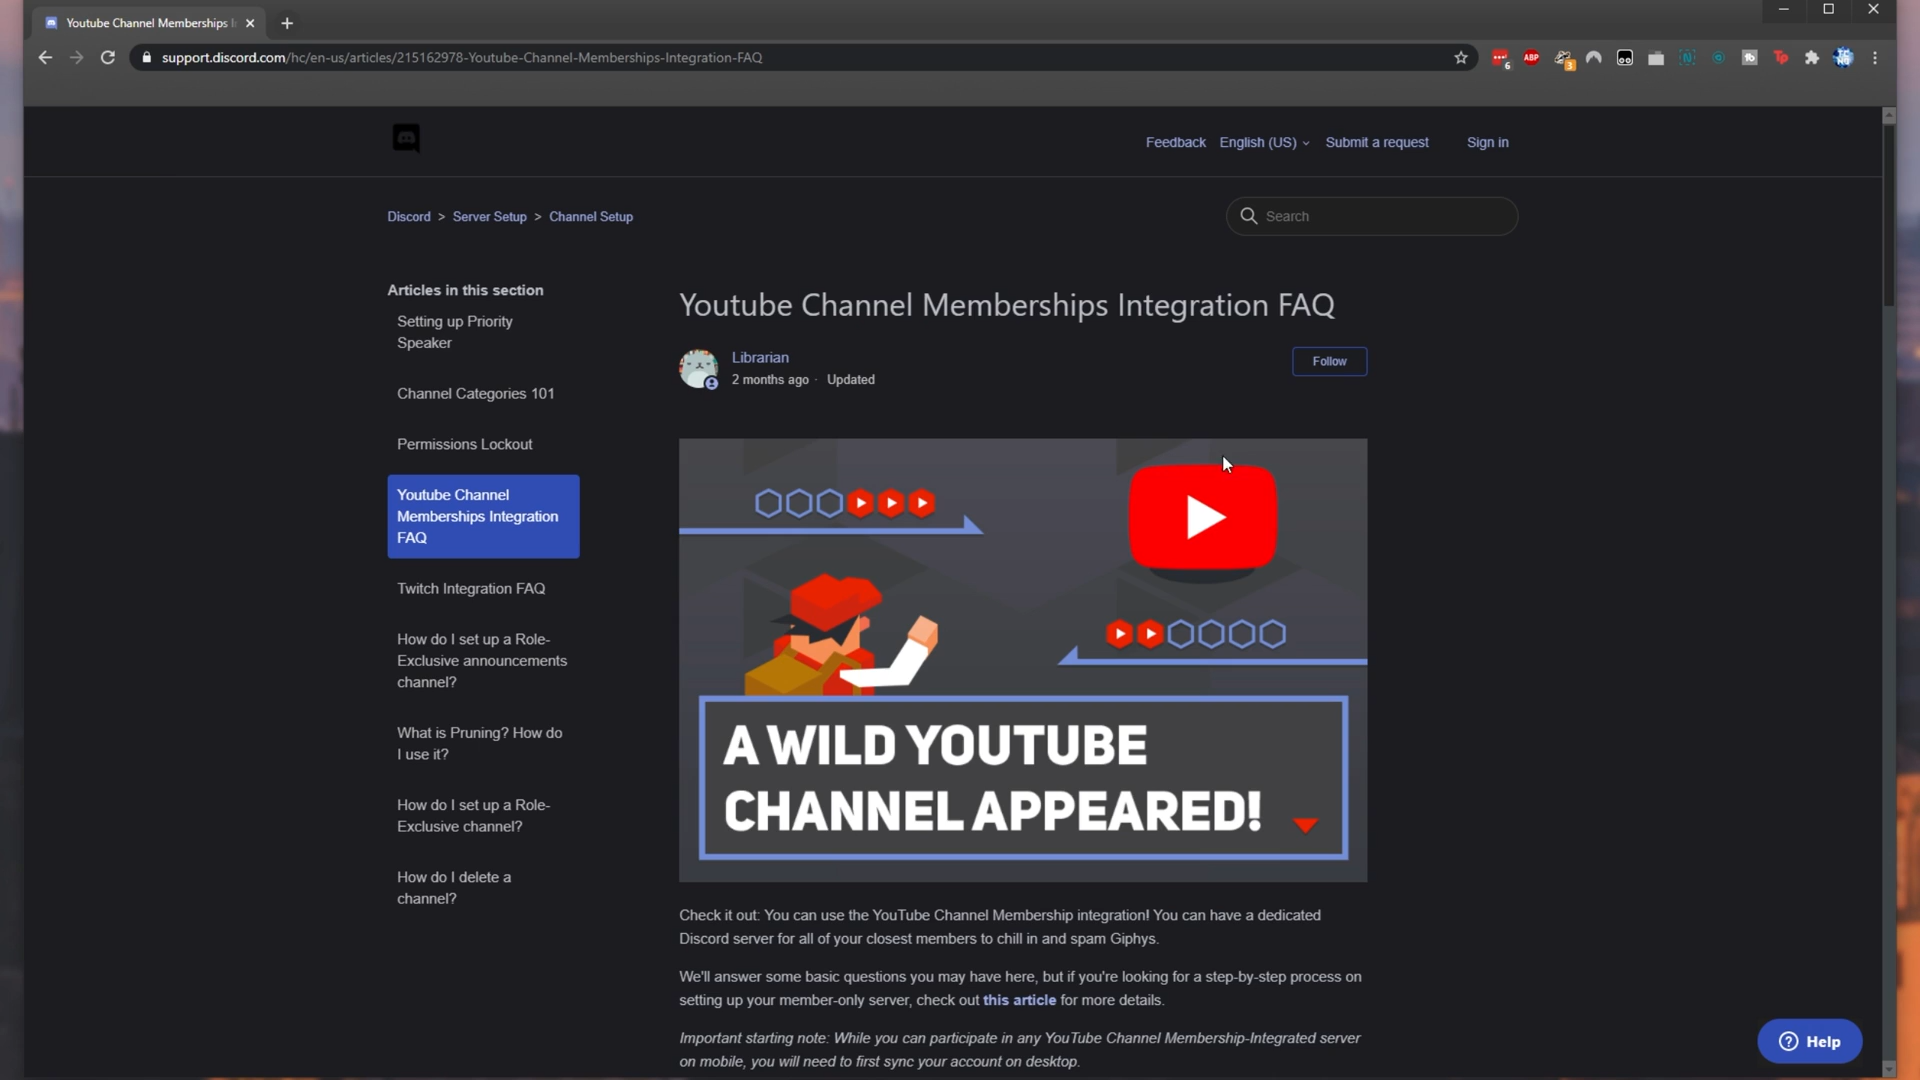 Youtube Channel Memberships I
support.discord.com/hc/en-us/articles/215162978-Youtube-Channel-Memberships-Integration-FAQ
6
ABP
3
Tp
Feedback English (US) Submit a request Sign in
Discord > Server Setup > Channel Setup
Search
Articles in this section
Setting up Priority
Speaker
Channel Categories 101
Permissions Lockout
Youtube Channel
Memberships Integration
FAQ
Twitch Integration FAQ
How do I set up a Role-
Exclusive announcements
channel?
What is Pruning? How do
I use it?
How do I set up a Role-
Exclusive channel?
How do I delete a
channel?
Youtube Channel Memberships Integration FAQ
Librarian
2 months ago · Updated
Follow
A WILD YOUTUBE
CHANNEL APPEARED!
Check it out: You can use the YouTube Channel Membership integration! You can have a dedicated
Discord server for all of your closest members to chill in and spam Giphys.
We'll answer some basic questions you may have here, but if you're looking for a step-by-step process on
setting up your member-only server, check out this article for more details.
Important starting note: While you can participate in any YouTube Channel Membership-Integrated server
on mobile, you will need to first sync your account on desktop.
Help